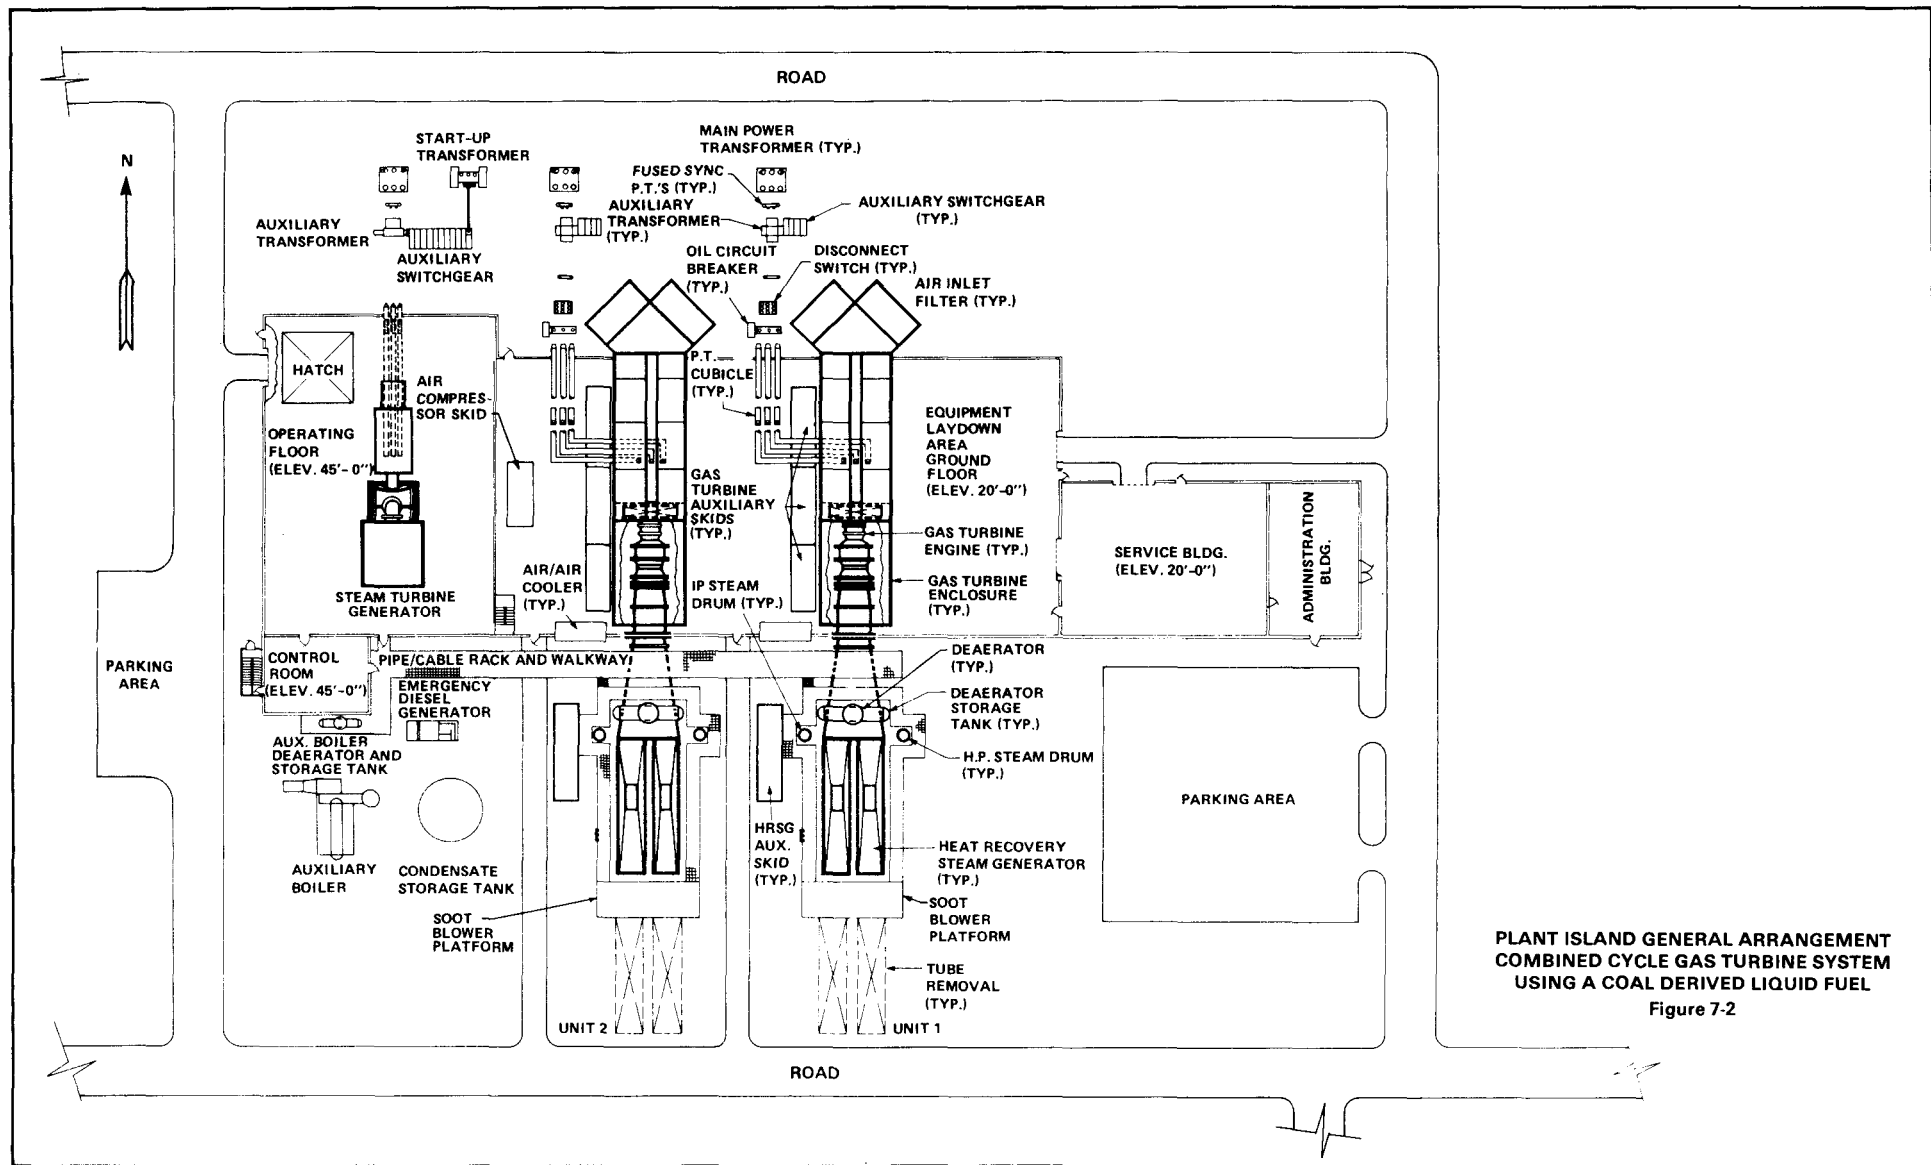 ROAD
N
START-UP
TRANSFORMER
MAIN POWER
TRANSFORMER (TYP.)
FUSED SYNC
P.T.'S (TYP.)
AUXILIARY
TRANSFORMER
(TYP.)
AUXILIARY SWITCHGEAR
(TYP.)
AUXILIARY
TRANSFORMER
AUXILIARY
SWITCHGEAR
OIL CIRCUIT
BREAKER
(TYP.)
DISCONNECT
SWITCH (TYP.)
AIR INLET
FILTER (TYP.)
HATCH
AIR
COMPRES-
SOR SKID
P.T.
CUBICLE
(TYP.)
OPERATING
FLOOR
(ELEV. 45'-0")
EQUIPMENT
LAYDOWN
AREA
GROUND
FLOOR
(ELEV. 20'-0")
GAS
TURBINE
AUXILIARY
SKIDS
(TYP.)
GAS TURBINE
ENGINE (TYP.)
SERVICE BLDG.
(ELEV. 20'-0")
ADMINISTRATION
BLDG.
AIR/AIR
COOLER
(TYP.)
IP STEAM
DRUM (TYP.)
GAS TURBINE
ENCLOSURE
(TYP.)
STEAM TURBINE
GENERATOR
PARKING
AREA
CONTROL
ROOM
(ELEV. 45'-0")
PIPE/CABLE RACK AND WALKWAY
DEAERATOR
(TYP.)
EMERGENCY
DIESEL
GENERATOR
DEAERATOR
STORAGE
TANK (TYP.)
AUX. BOILER
DEAERATOR AND
STORAGE TANK
H.P. STEAM DRUM
(TYP.)
PARKING AREA
HRSG
AUX.
SKID
(TYP.)
HEAT RECOVERY
STEAM GENERATOR
(TYP.)
AUXILIARY
BOILER
CONDENSATE
STORAGE TANK
SOOT
BLOWER
PLATFORM
SOOT
BLOWER
PLATFORM
TUBE
REMOVAL
(TYP.)
UNIT 2
UNIT 1
ROAD
PLANT ISLAND GENERAL ARRANGEMENT
COMBINED CYCLE GAS TURBINE SYSTEM
USING A COAL DERIVED LIQUID FUEL
Figure 7-2